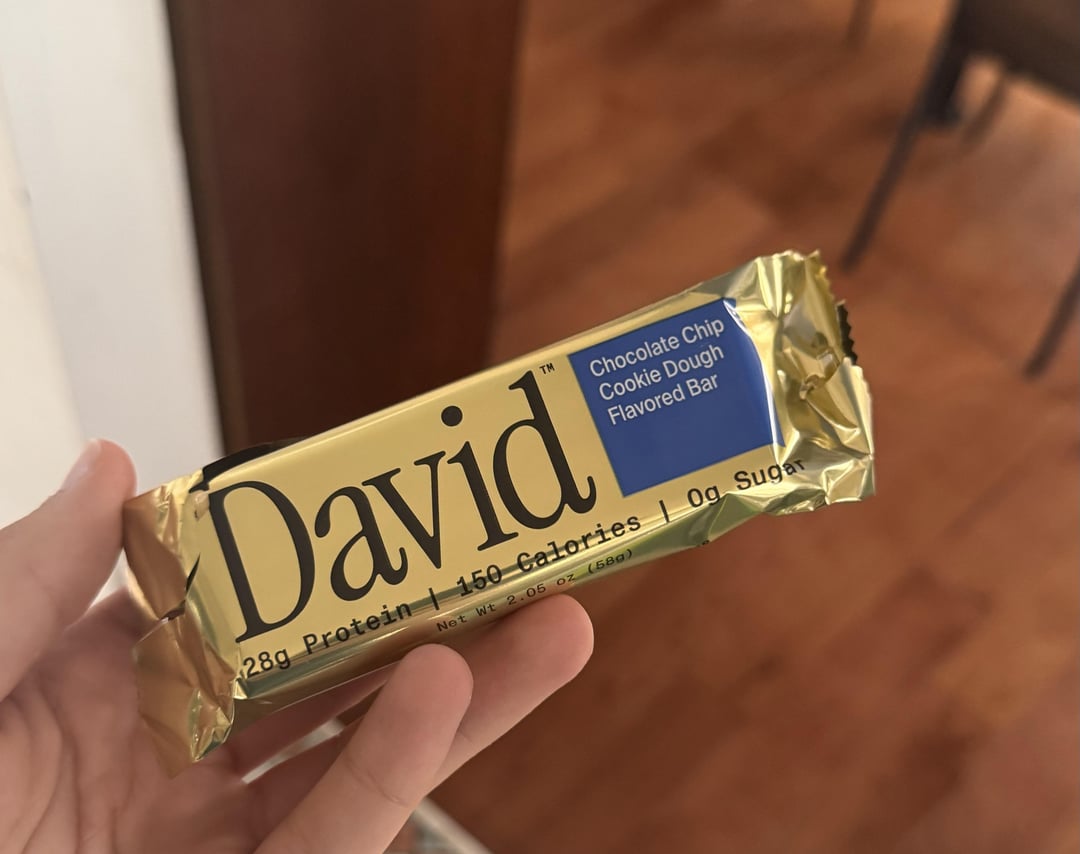 David™
Chocolate Chip
Cookie Dough
Flavored Bar
28g Protein | 150 Calories | 0g Sugar
Net Wt 2.05 oz (58g)